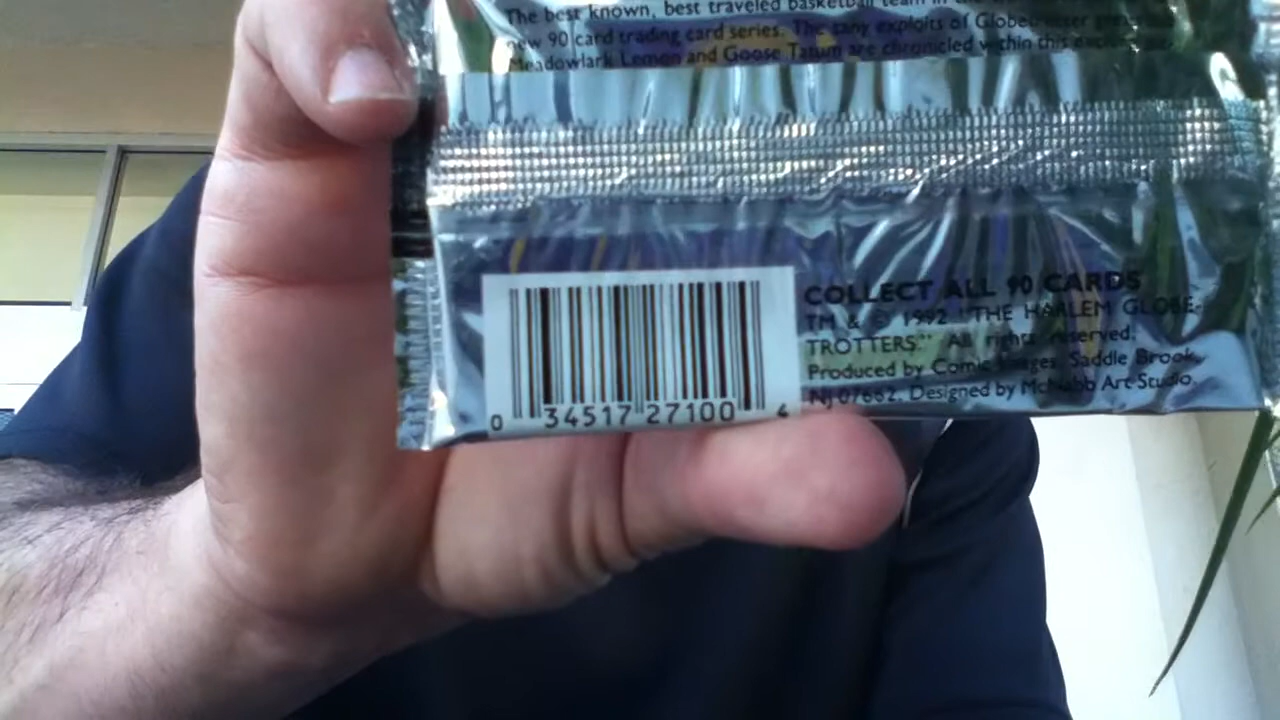 The best known, best traveled basketball team in the
new 90 card trading card series. The zany exploits of Globetrotter
Meadowlark Lemon and Goose Tatum are chronicled within this
COLLECT ALL 90 CARDS
TM & © 1992 "THE HARLEM GLOBE-
TROTTERS." All rights reserved.
Produced by Comic Images, Saddle Brook,
NJ 07662. Designed by McNabb Art Studio.
0 34517 27100 4